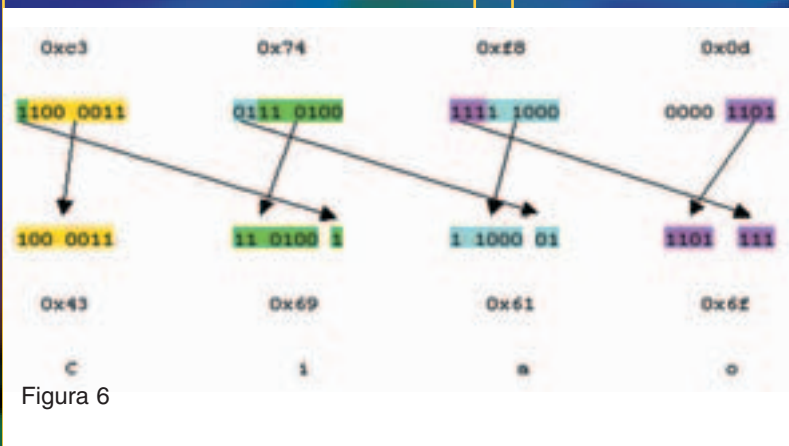 0xc3 0x74 0xf8 0x0d
1100 0011 0111 0100 1111 1000 0000 1101
100 0011 11 0100 1 1 1000 01 1101 111
0x43 0x69 0x61 0x6f
C i a o
Figura 6